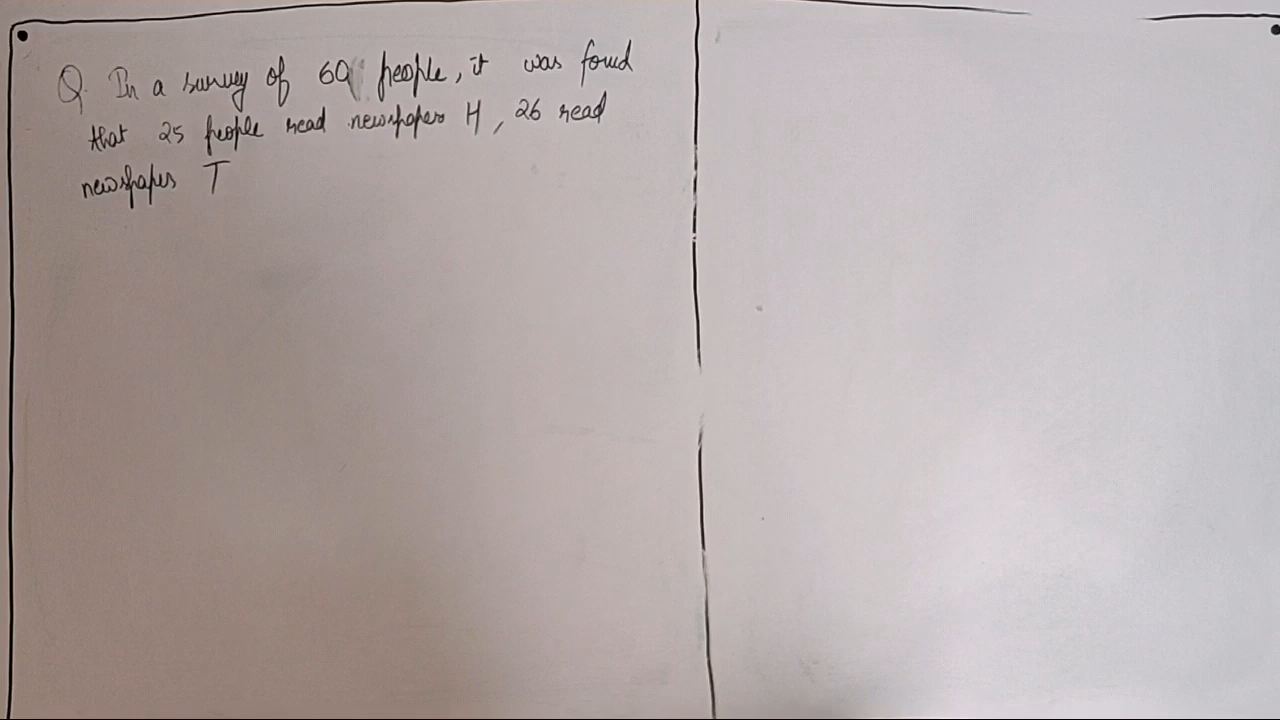 Q. In a survey of 60 people, it was found
that 25 people read newspaper H, 26 read
newspaper T